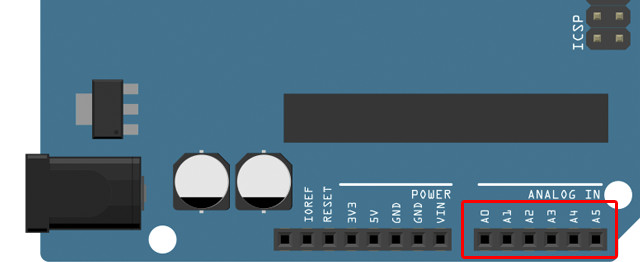 ICSP
POWER
ANALOG IN
IOREF
RESET
3V3
5V
GND
GND
VIN
A0
A1
A2
A3
A4
A5